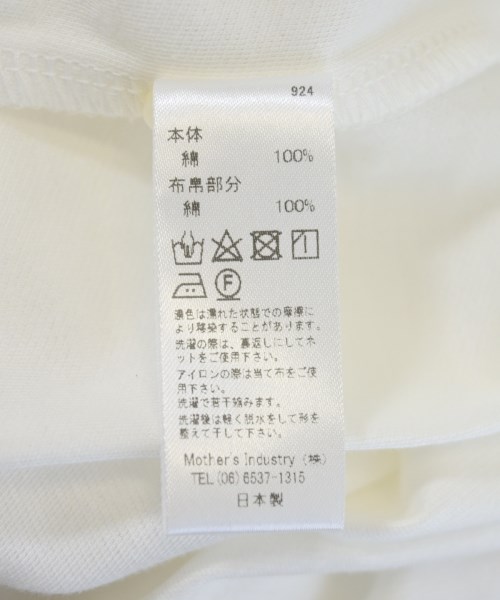 924
本体
綿 100%
布帛部分
綿 100%
F
濃色は濡れた状態での摩擦に
より移染することがあります。
洗濯の際は、裏返しにしてネ
ットをご使用下さい。
アイロンの際は当て布をご使
用下さい。
洗濯で若干縮みます。
洗濯後は軽く脱水をして形を
整えて干して下さい。
Mother's Industry (株)
TEL(06)6537-1315
日本製